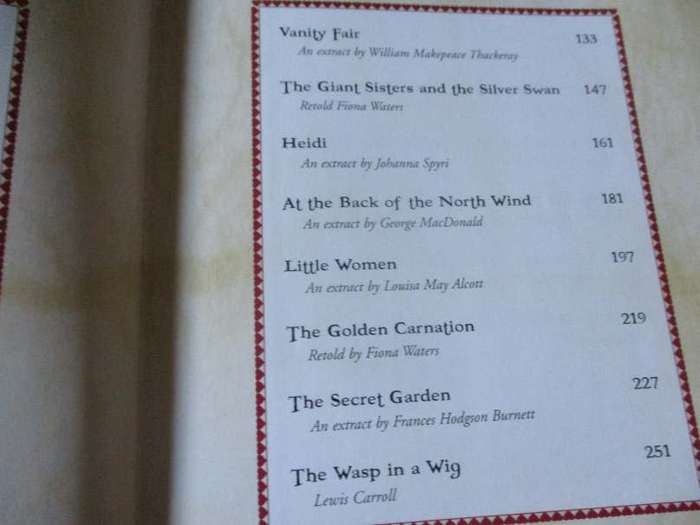 Vanity Fair 133
An extract by William Makepeace Thackeray
The Giant Sisters and the Silver Swan 147
Retold Fiona Waters
Heidi 161
An extract by Johanna Spyri
At the Back of the North Wind 181
An extract by George MacDonald
Little Women 197
An extract by Louisa May Alcott
The Golden Carnation 219
Retold by Fiona Waters
The Secret Garden 227
An extract by Frances Hodgson Burnett
The Wasp in a Wig 251
Lewis Carroll